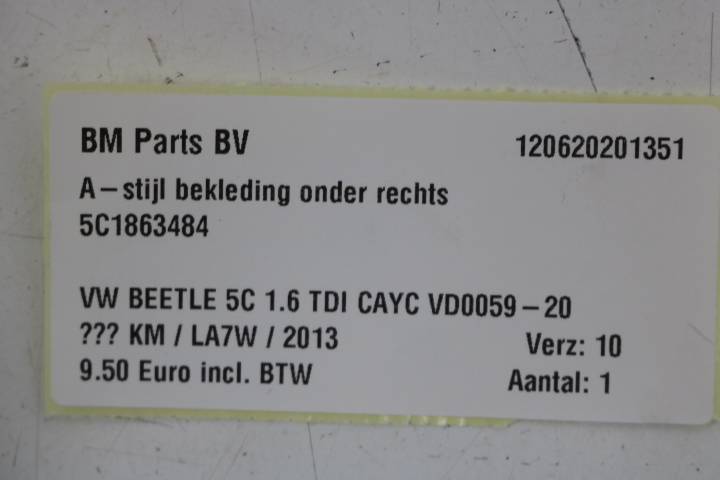 BM Parts BV 120620201351
A-stijl bekleding onder rechts
5C1863484
VW BEETLE 5C 1.6 TDI CAYC VD0059-20
??? KM / LA7W / 2013 Verz: 10
9.50 Euro incl. BTW Aantal: 1